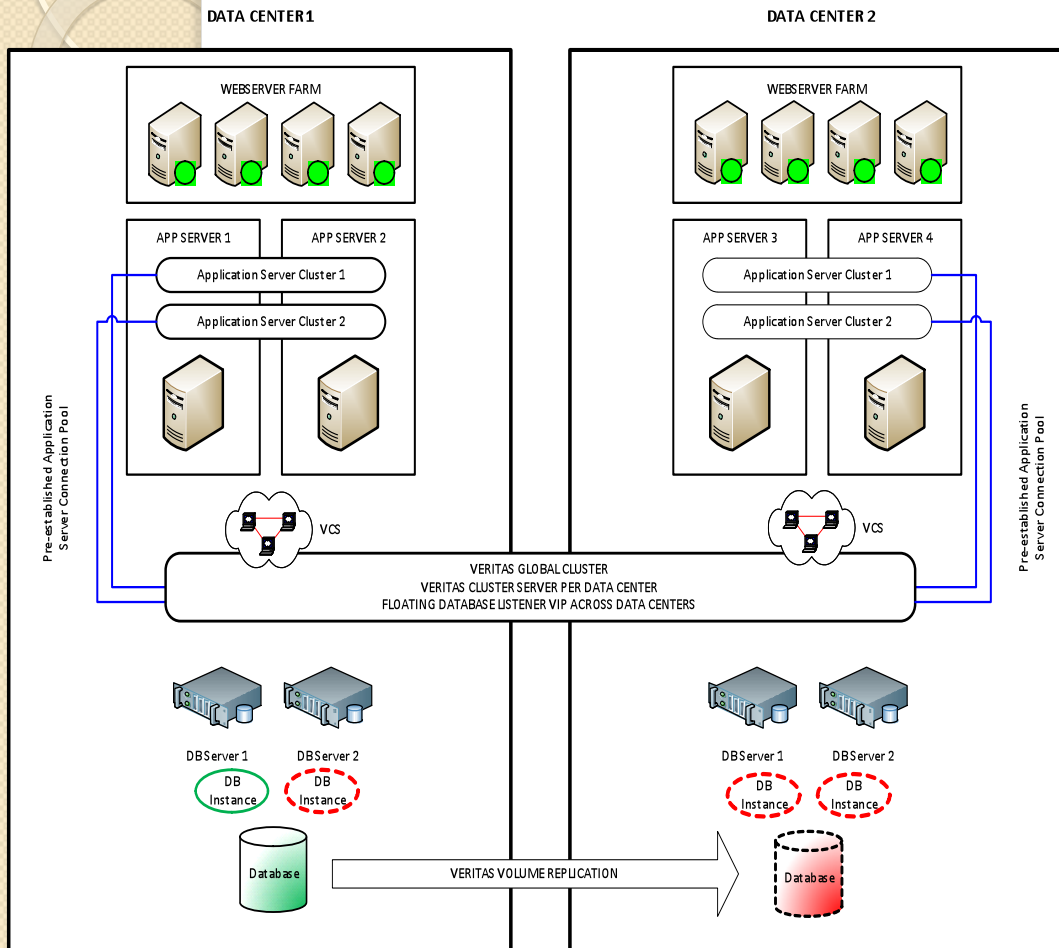 DATA CENTER 1
DATA CENTER 2
WEBSERVER FARM
WEBSERVER FARM
APP SERVER 1
APP SERVER 2
APP SERVER 3
APP SERVER 4
Application Server Cluster 1
Application Server Cluster 1
Application Server Cluster 2
Application Server Cluster 2
Pre-established Application
Server Connection Pool
Pre-established Application
Server Connection Pool
VCS
VCS
VERITAS GLOBAL CLUSTER
VERITAS CLUSTER SERVER PER DATA CENTER
FLOATING DATABASE LISTENER VIP ACROSS DATA CENTERS
DBServer 1
DBServer 2
DBServer 1
DBServer 2
DB
Instance
DB
Instance
DB
Instance
DB
Instance
Database
VERITAS VOLUME REPLICATION
Database